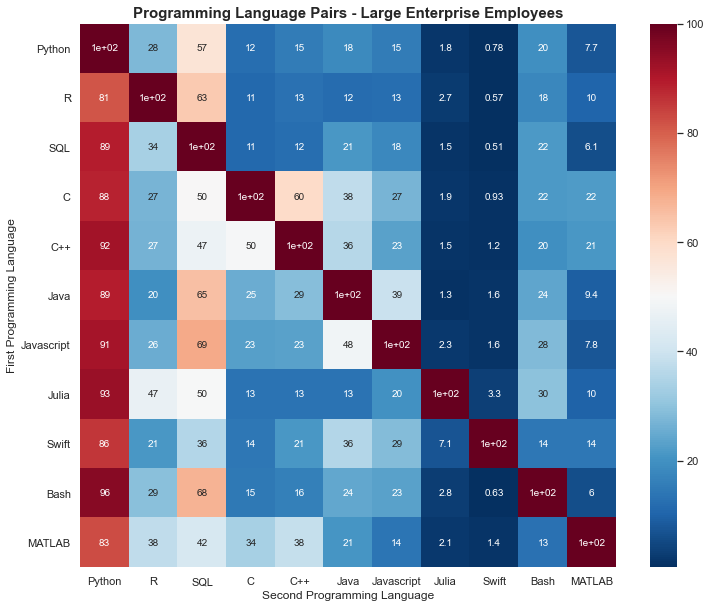 Programming Language Pairs - Large Enterprise Employees
Python 1e+02 28 57 12 15 18 15 1.8 0.78 20 7.7
R 81 1e+02 63 11 13 12 13 2.7 0.57 18 10
SQL 89 34 1e+02 11 12 21 18 1.5 0.51 22 6.1
C 88 27 50 1e+02 60 38 27 1.9 0.93 22 22
C++ 92 27 47 50 1e+02 36 23 1.5 1.2 20 21
Java 89 20 65 25 29 1e+02 39 1.3 1.6 24 9.4
Javascript 91 26 69 23 23 48 1e+02 2.3 1.6 28 7.8
Julia 93 47 50 13 13 13 20 1e+02 3.3 30 10
Swift 86 21 36 14 21 36 29 7.1 1e+02 14 14
Bash 96 29 68 15 16 24 23 2.8 0.63 1e+02 6
MATLAB 83 38 42 34 38 21 14 2.1 1.4 13 1e+02
Python R SQL C C++ Java Javascript Julia Swift Bash MATLAB
Second Programming Language
First Programming Language
100
80
60
40
20